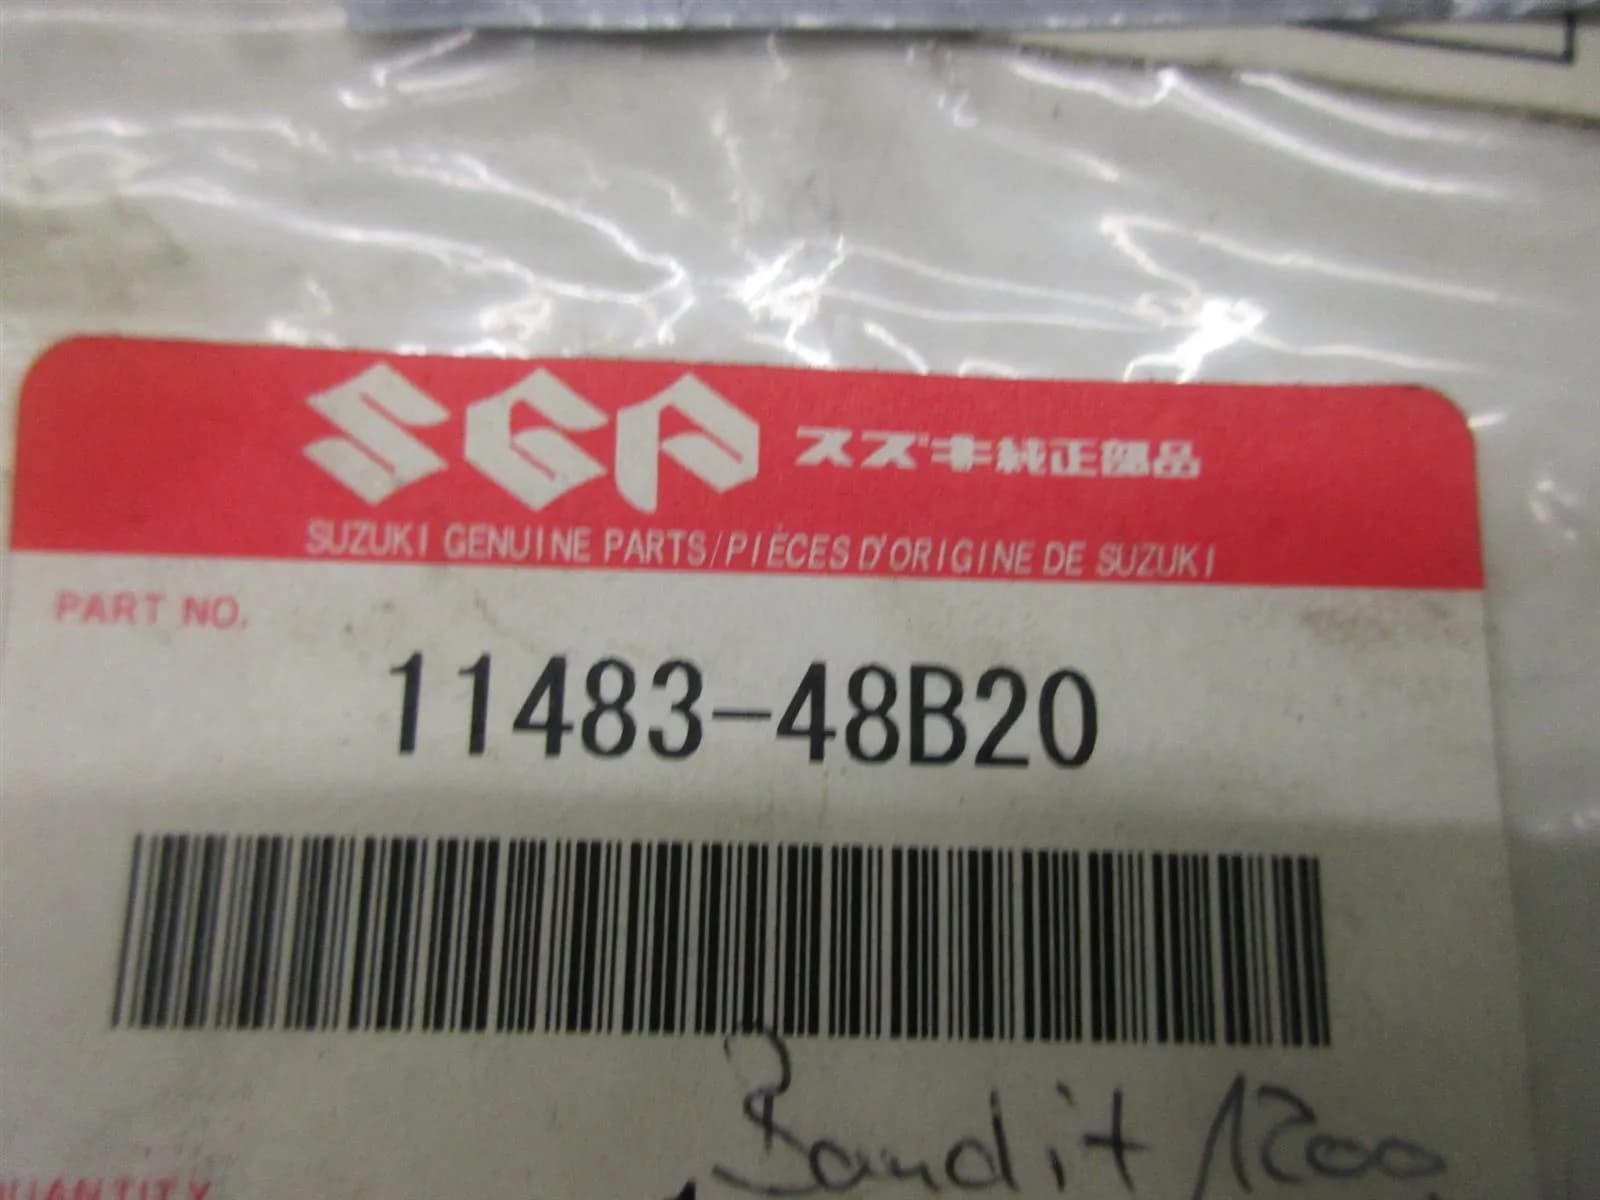 SGP スズキ純正部品
SUZUKI GENUINE PARTS/PIÈCES D'ORIGINE DE SUZUKI
PART NO.
11483-48B20
Bandit 1200
QUANTITY